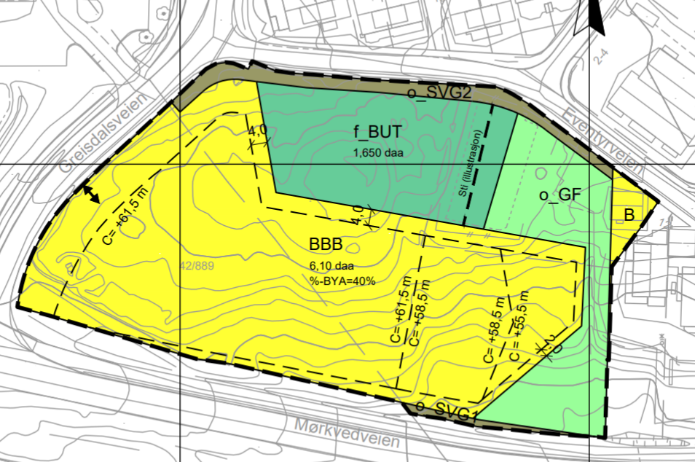 2-4
o_SVG2
Greisdalsveien
Eventyrveien
4,0
f_BUT
1,650 daa
Sti (illustrasjon)
o_GF
C= +61,5 m
4,0
B
BBB
42/889
6,10 daa
%-BYA=40%
C= +61,5 m
C= +58,5 m
C= +58,5 m
C= +55,5 m
o_SVG1
Mørkvedveien